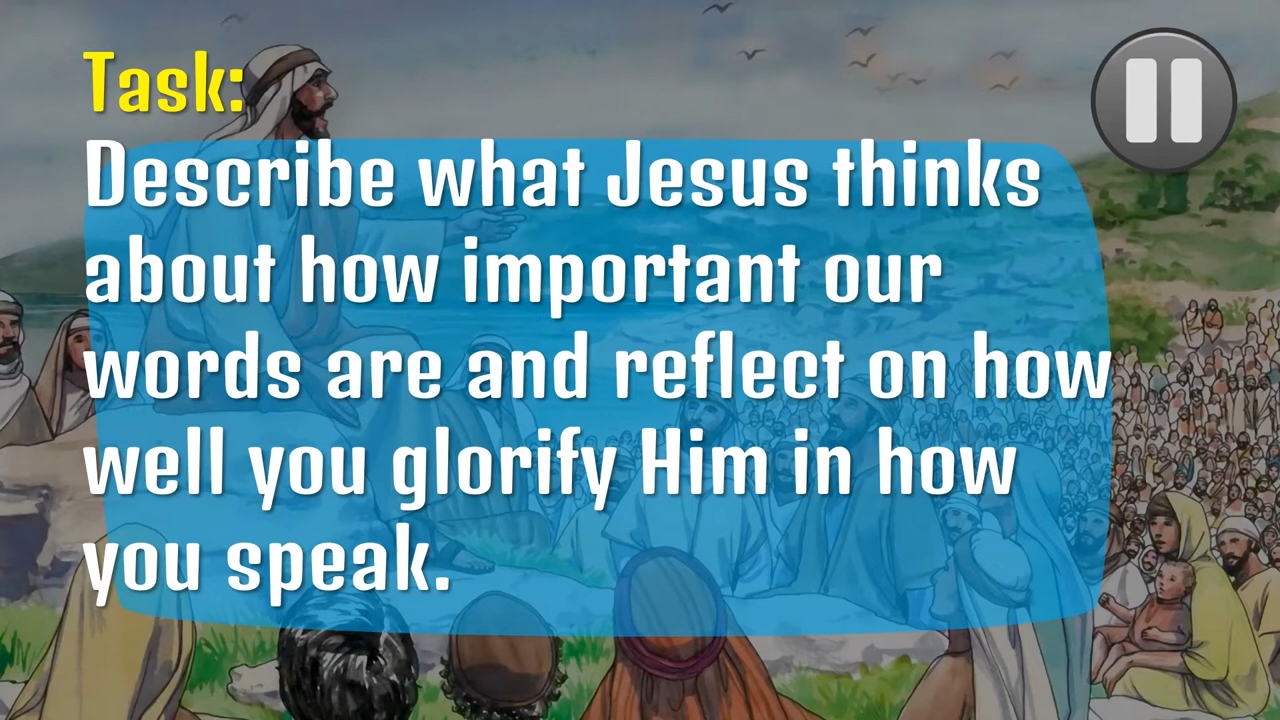 Task:
Describe what Jesus thinks
about how important our
words are and reflect on how
well you glorify Him in how
you speak.